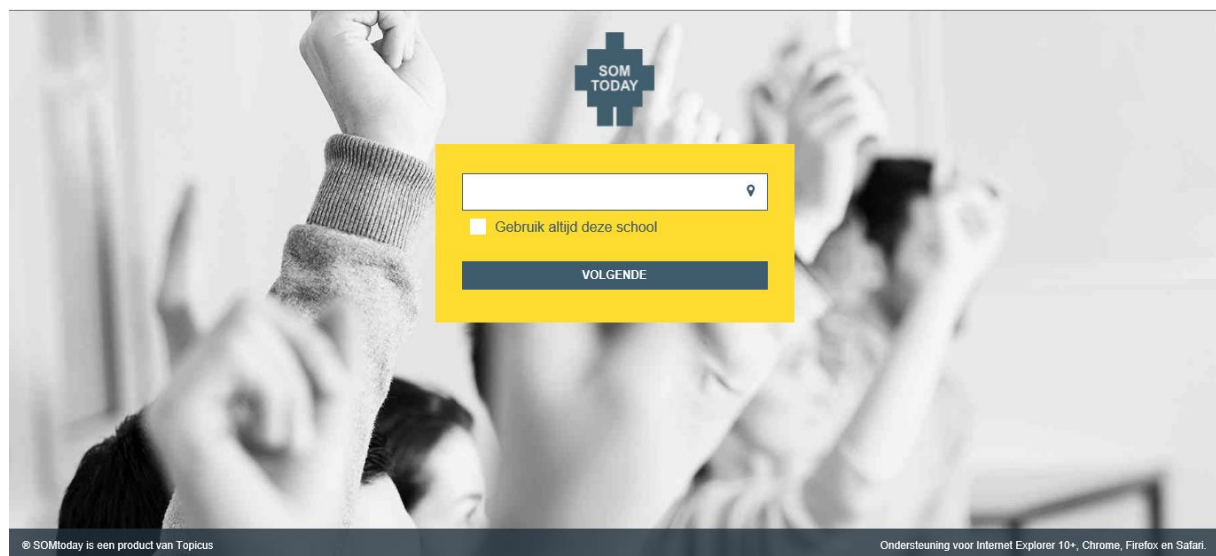 SOM
TODAY
Gebruik altijd deze school
VOLGENDE
® SOMtoday is een product van Topicus
Ondersteuning voor Internet Explorer 10+, Chrome, Firefox en Safari.